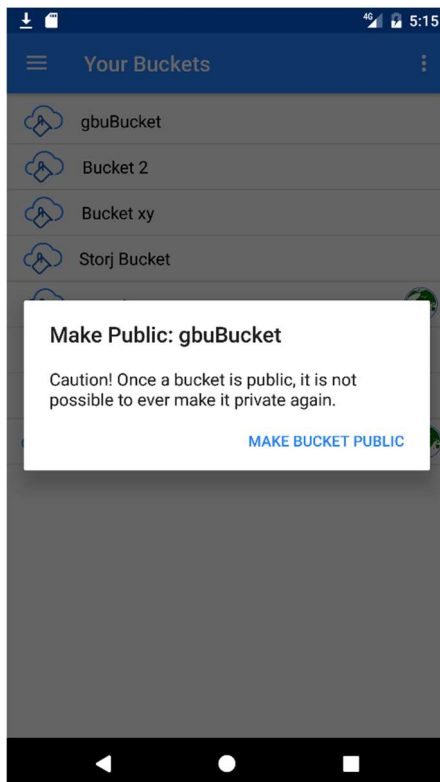 4G 5:15
Your Buckets
gbuBucket
Bucket 2
Bucket xy
Storj Bucket
Make Public: gbuBucket
Caution! Once a bucket is public, it is not
possible to ever make it private again.
MAKE BUCKET PUBLIC